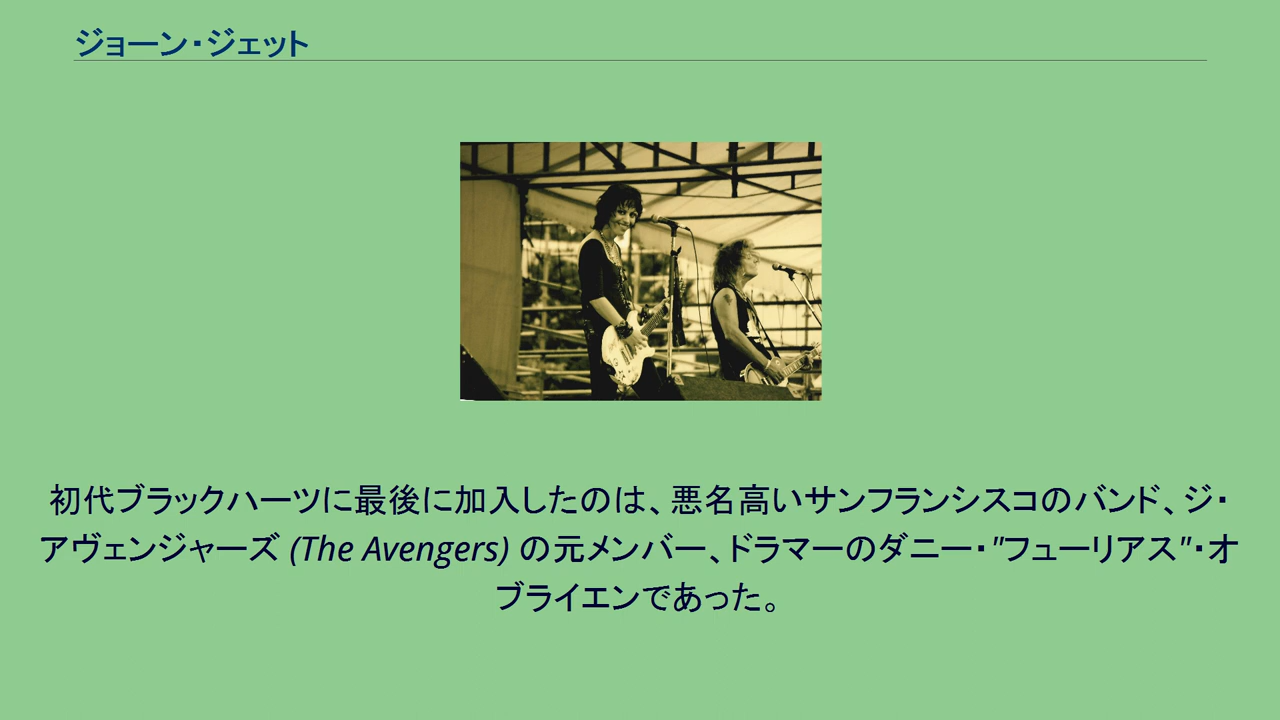 ジョーン・ジェット
初代ブラックハーツに最後に加入したのは、悪名高いサンフランシスコのバンド、ジ・
アヴェンジャーズ (The Avengers) の元メンバー、ドラマーのダニー・"フューリアス"・オ
ブライエンであった。